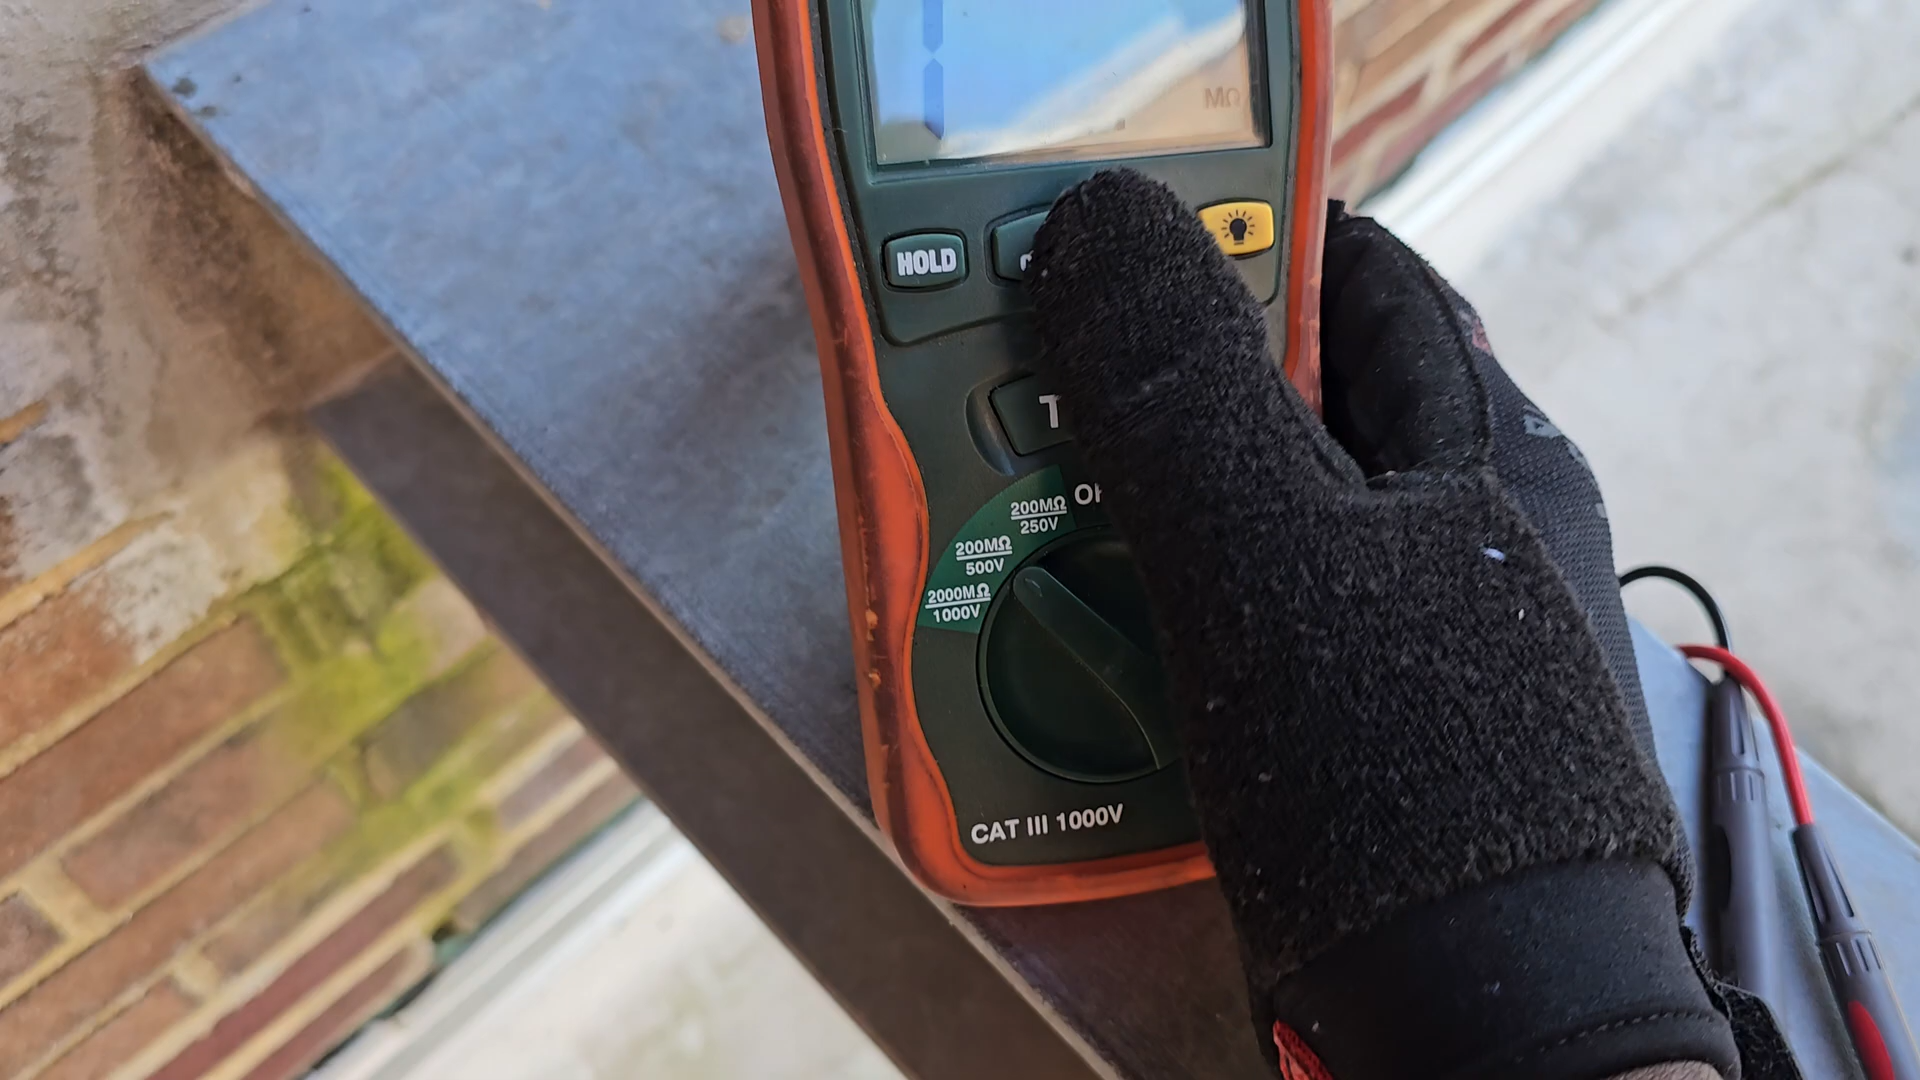 MΩ
HOLD
200MΩ
250V
200MΩ
500V
2000MΩ
1000V
CAT III 1000V